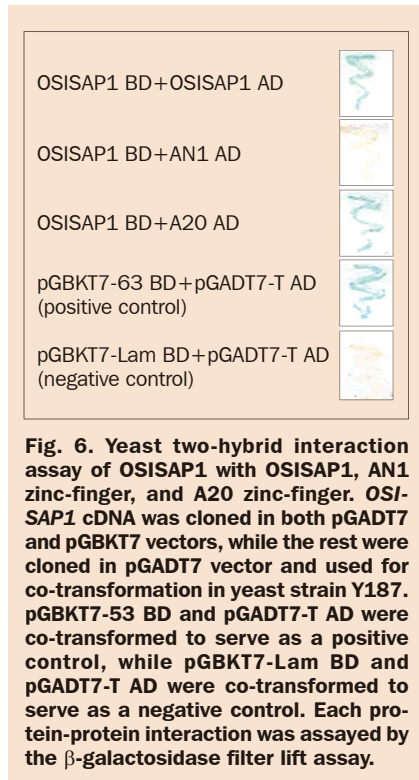 OSISAP1 BD+OSISAP1 AD
OSISAP1 BD+AN1 AD
OSISAP1 BD+A20 AD
pGBKT7-63 BD+pGADT7-T AD
(positive control)
pGBKT7-Lam BD+pGADT7-T AD
(negative control)
Fig. 6. Yeast two-hybrid interaction
assay of OSISAP1 with OSISAP1, AN1
zinc-finger, and A20 zinc-finger. OSI-
SAP1 cDNA was cloned in both pGADT7
and pGBKT7 vectors, while the rest were
cloned in pGADT7 vector and used for
co-transformation in yeast strain Y187.
pGBKT7-53 BD and pGADT7-T AD were
co-transformed to serve as a positive
control, while pGBKT7-Lam BD and
pGADT7-T AD were co-transformed to
serve as a negative control. Each pro-
tein-protein interaction was assayed by
the β-galactosidase filter lift assay.